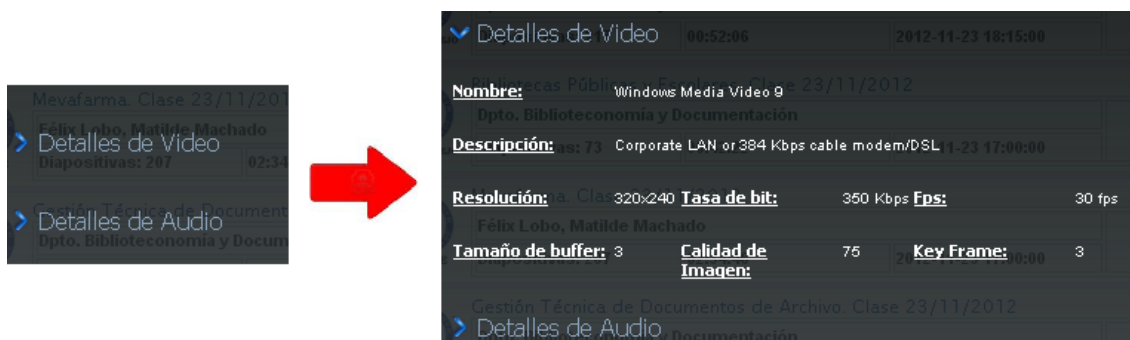 Mevafarma. Clase 23/11/201
Félix Lobo, Matilde Machado
Detalles de Video
Diapositivas: 207 02:34
Gestión Técnica de Document
Detalles de Audio
Dpto. Biblioteconomía y Docum
Detalles de Video 00:52:06 2012-11-23 18:15:00
Bibliotecas Públicas y Escolares. Clase 23/11/2012
Nombre: Windows Media Video 9
Dpto. Biblioteconomía y Documentación
Descripción: Corporate LAN or 384 Kbps cable modem/DSL
73 11-23 17:00:00
Resolución: 320x240 Tasa de bit: 350 Kbps Fps: 30 fps
Félix Lobo, Matilde Machado
Tamaño de buffer: 3 Calidad de Imagen: 75 Key Frame: 3
Gestión Técnica de Documentos de Archivo. Clase 23/11/2012
Detalles de Audio